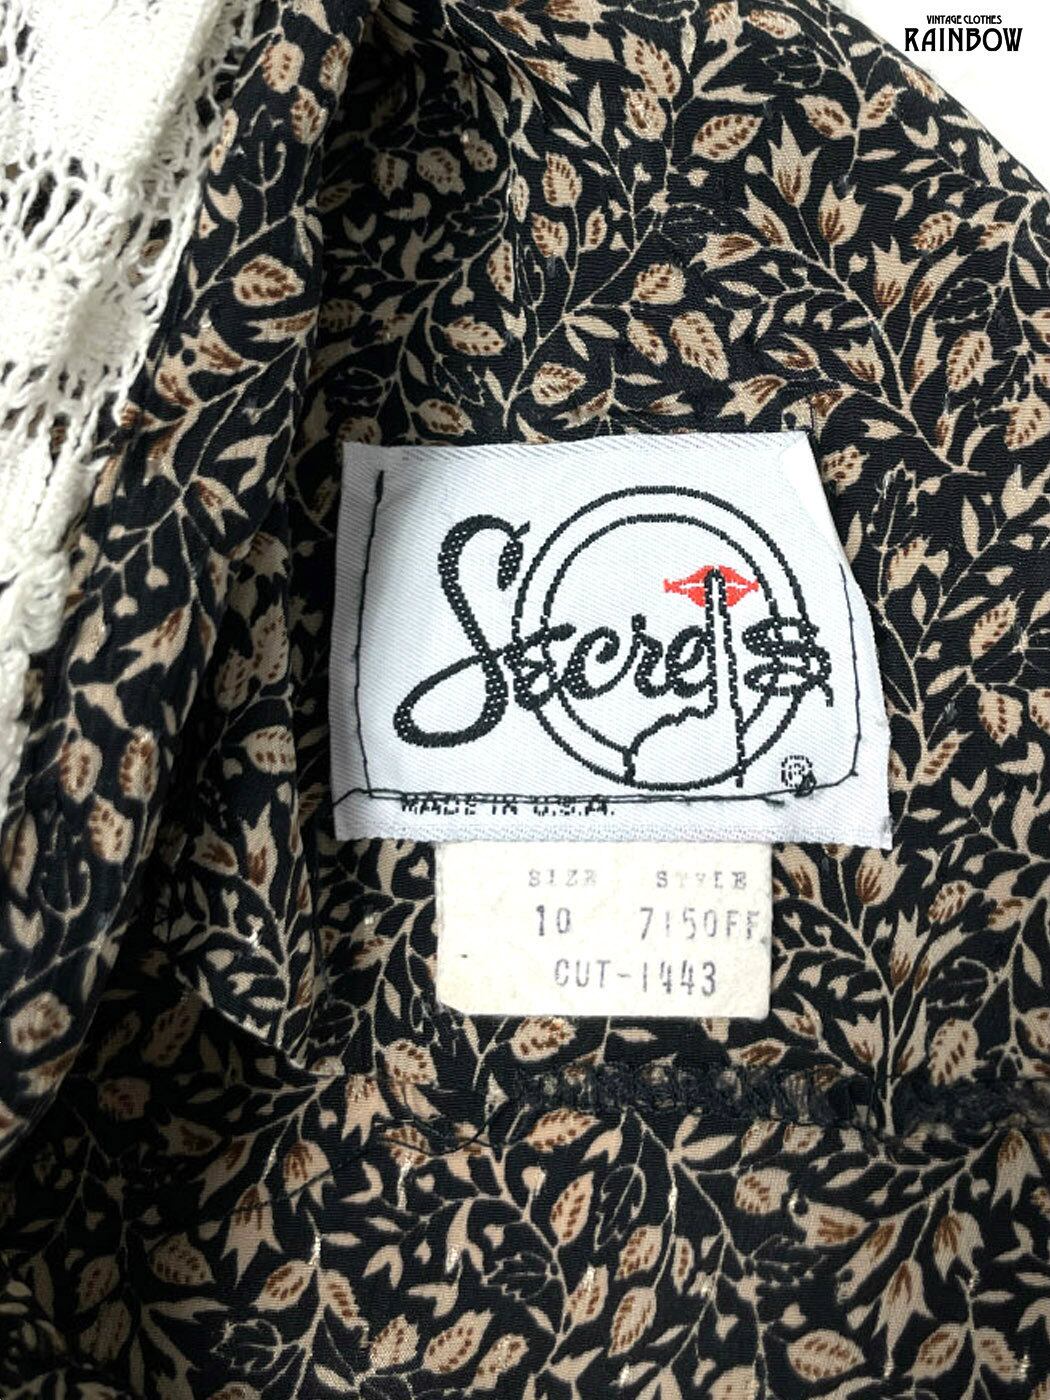 VINTAGE CLOTHES
RAINBOW
Secrets
®
MADE IN U.S.A.
SIZE STYLE
10 7150FF
CUT-1443